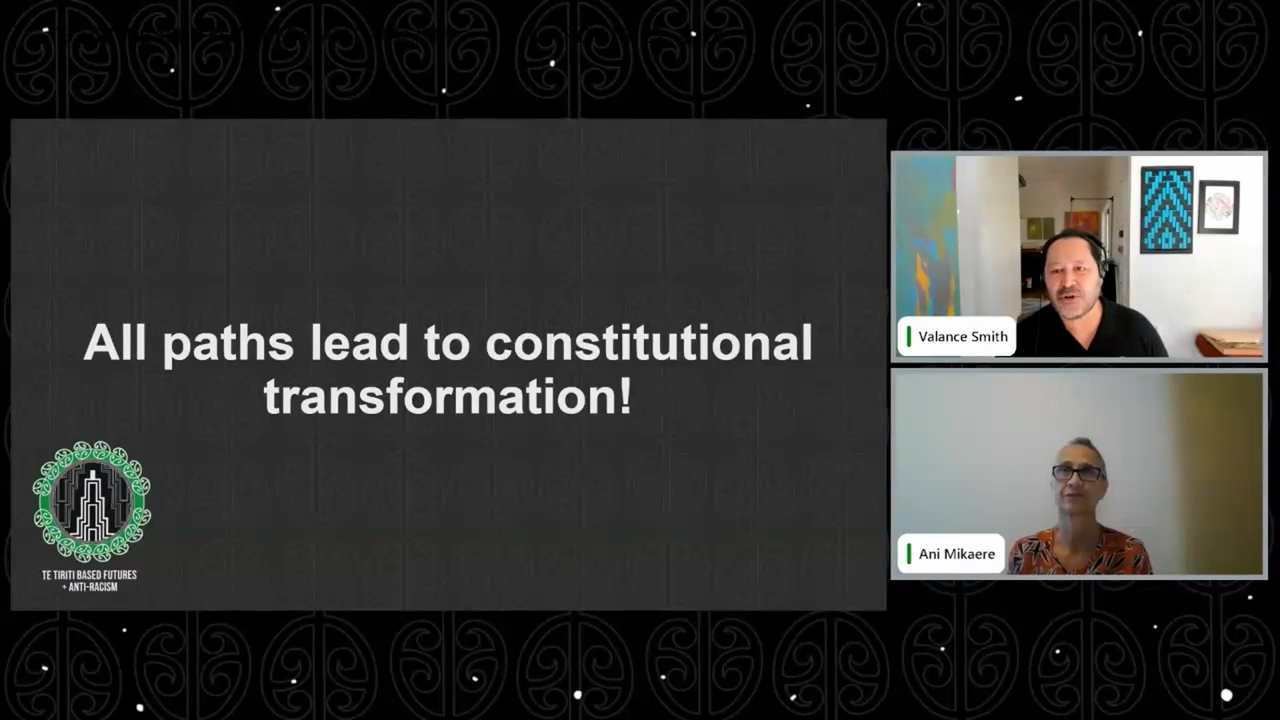 All paths lead to constitutional
transformation!
TE TIRITI BASED FUTURES
+ ANTI-RACISM
Valance Smith
Ani Mikaere